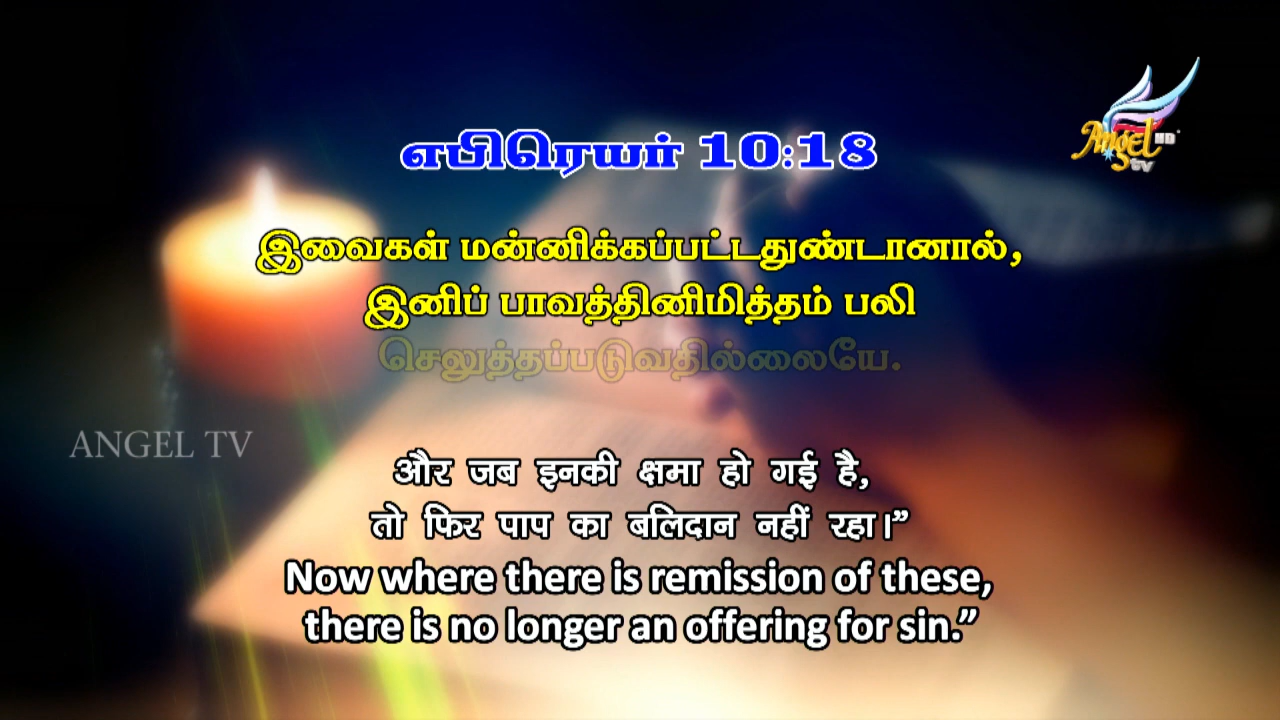 Angel HD
tv
எபிரெயர் 10:18
இவைகள் மன்னிக்கப்பட்டதுண்டானால்,
இனிப் பாவத்தினிமித்தம் பலி
செலுத்தப்படுவதில்லையே.
ANGEL TV
और जब इनकी क्षमा हो गई है,
तो फिर पाप का बलिदान नहीं रहा।”
Now where there is remission of these,
there is no longer an offering for sin.”